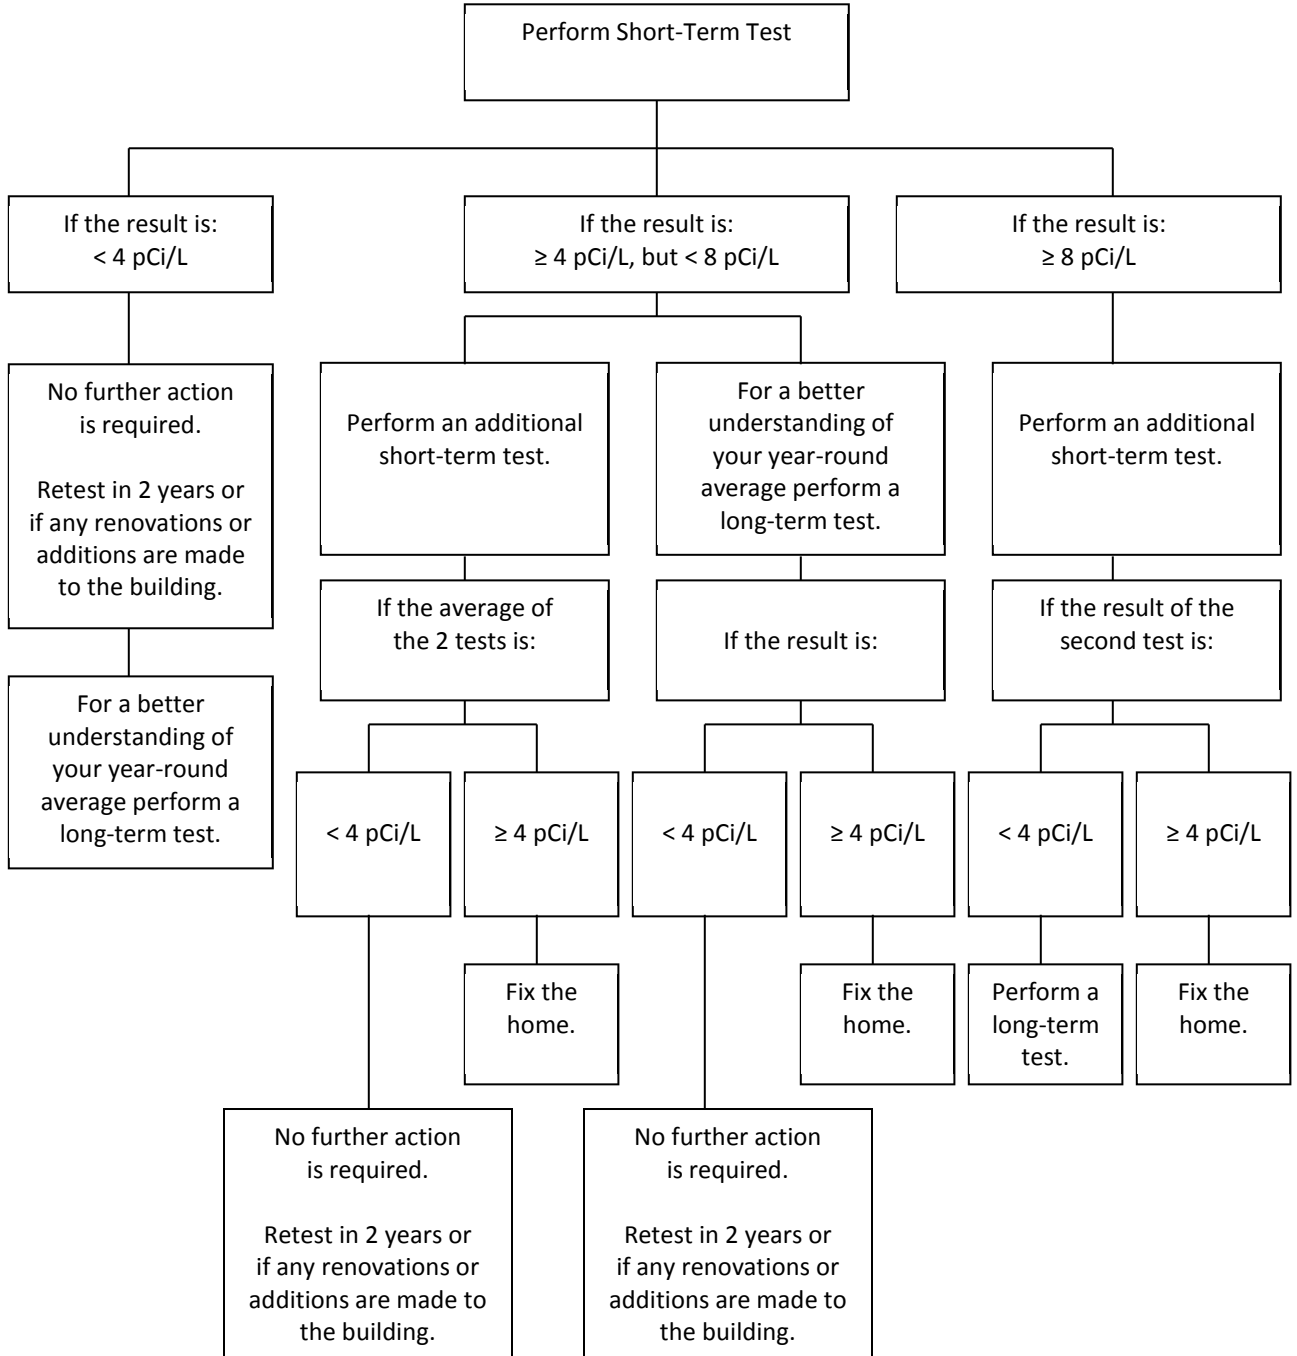 Perform Short-Term Test
If the result is:
< 4 pCi/L
If the result is:
≥ 4 pCi/L, but < 8 pCi/L
If the result is:
≥ 8 pCi/L
No further action
is required.
Retest in 2 years or
if any renovations or
additions are made
to the building.
For a better
understanding of
your year-round
average perform a
long-term test.
Perform an additional
short-term test.
For a better
understanding of
your year-round
average perform a
long-term test.
Perform an additional
short-term test.
If the average of
the 2 tests is:
If the result is:
If the result of the
second test is:
< 4 pCi/L
≥ 4 pCi/L
< 4 pCi/L
≥ 4 pCi/L
< 4 pCi/L
≥ 4 pCi/L
Fix the
home.
Fix the
home.
Perform a
long-term
test.
Fix the
home.
No further action
is required.
Retest in 2 years or
if any renovations or
additions are made to
the building.
No further action
is required.
Retest in 2 years or
if any renovations or
additions are made to
the building.